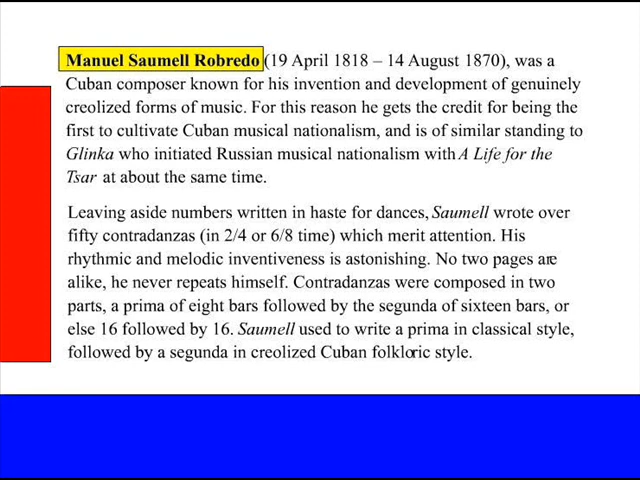 Manuel Saumell Robredo (19 April 1818 – 14 August 1870), was a
Cuban composer known for his invention and development of genuinely
creolized forms of music. For this reason he gets the credit for being the
first to cultivate Cuban musical nationalism, and is of similar standing to
Glinka who initiated Russian musical nationalism with A Life for the
Tsar at about the same time.
Leaving aside numbers written in haste for dances, Saumell wrote over
fifty contradanzas (in 2/4 or 6/8 time) which merit attention. His
rhythmic and melodic inventiveness is astonishing. No two pages are
alike, he never repeats himself. Contradanzas were composed in two
parts, a prima of eight bars followed by the segunda of sixteen bars, or
else 16 followed by 16. Saumell used to write a prima in classical style,
followed by a segunda in creolized Cuban folkloric style.